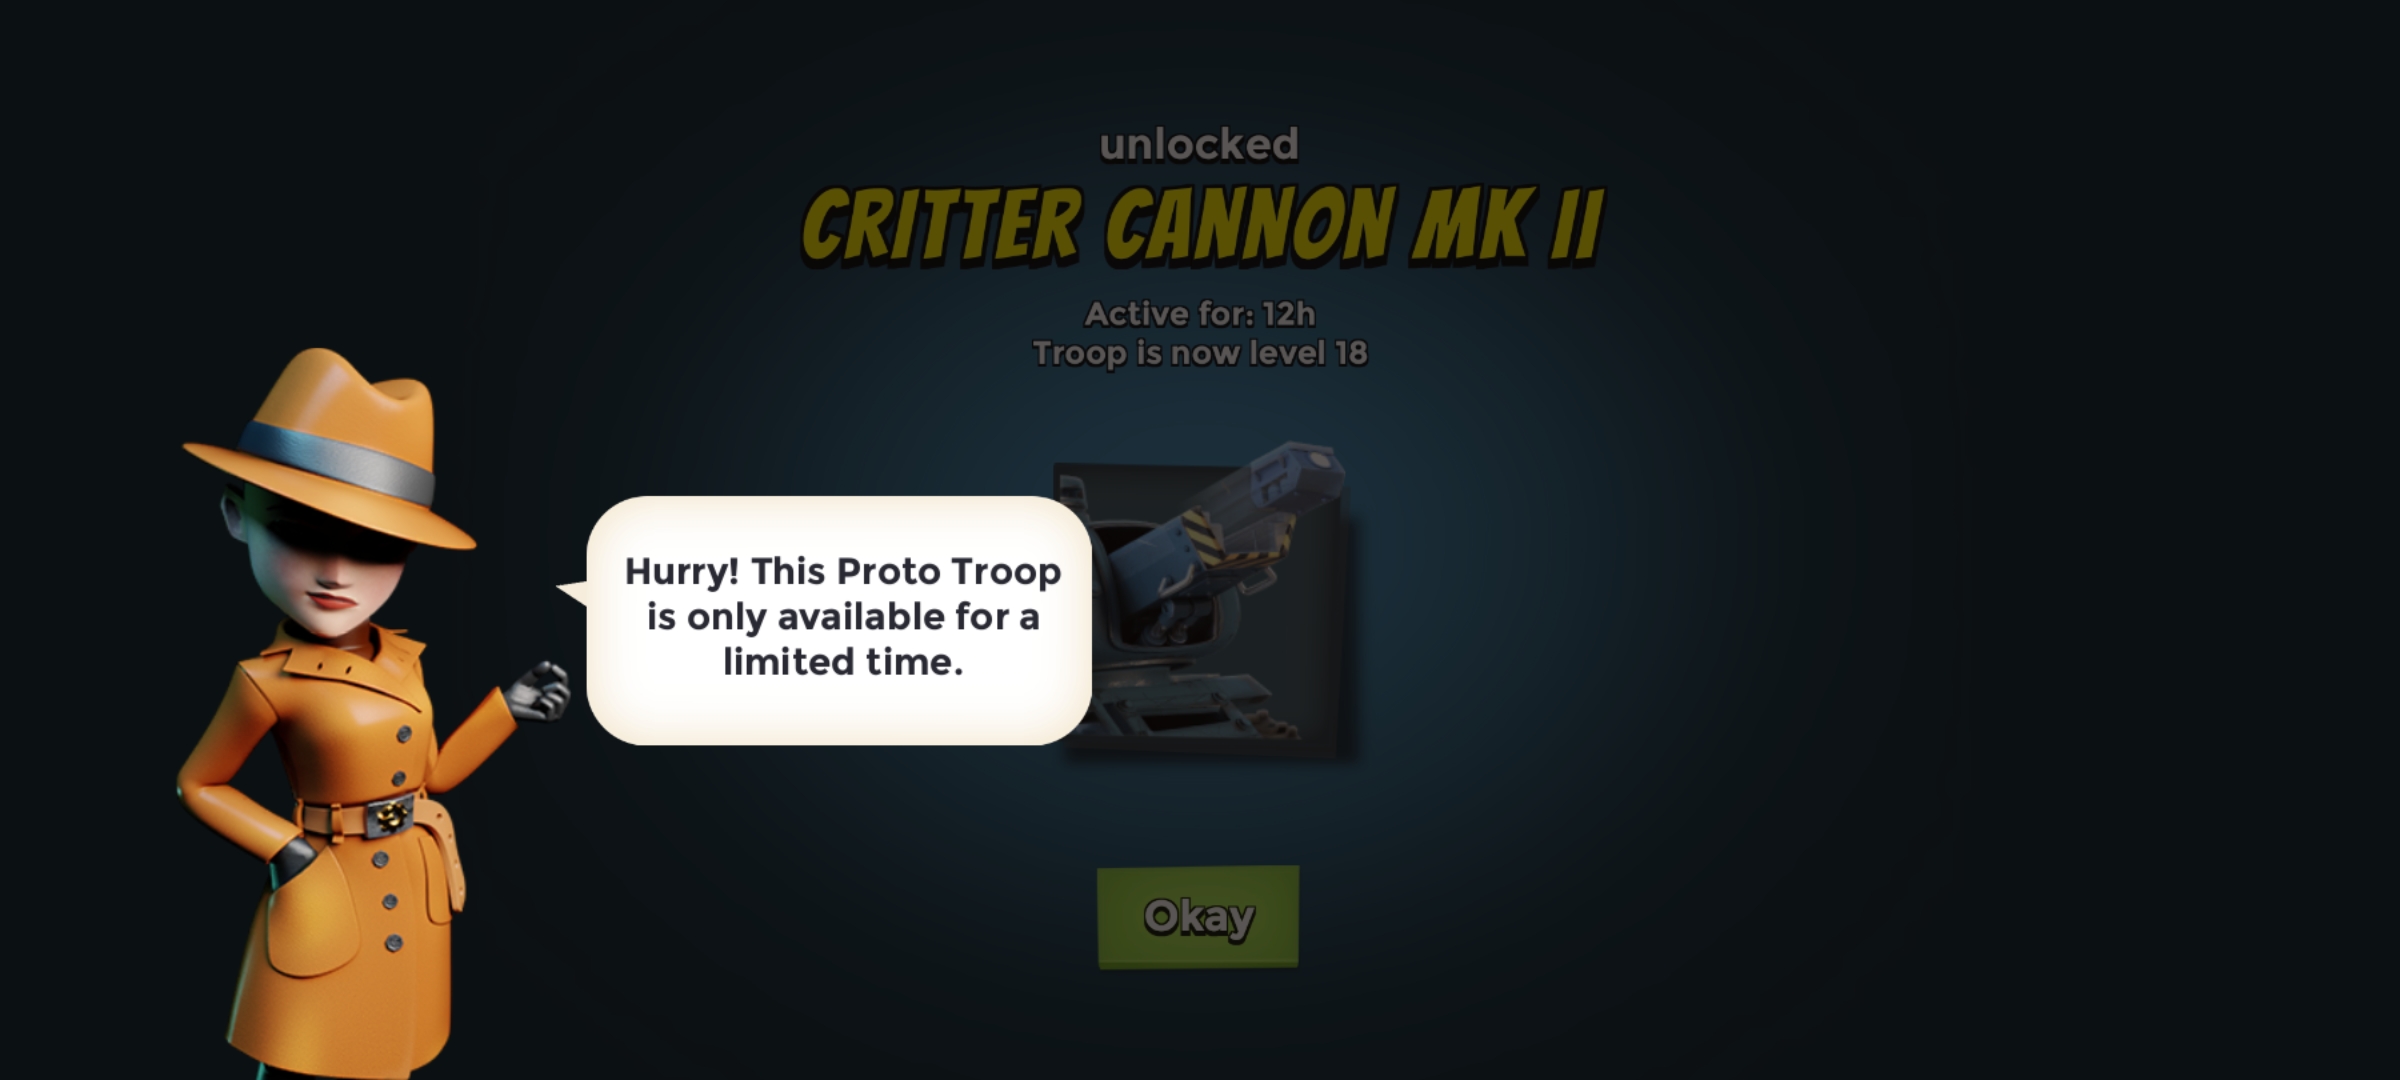 unlocked
CRITTER CANNON MK II
Active for: 12h
Troop is now level 18
Hurry! This Proto Troop
is only available for a
limited time.
Okay